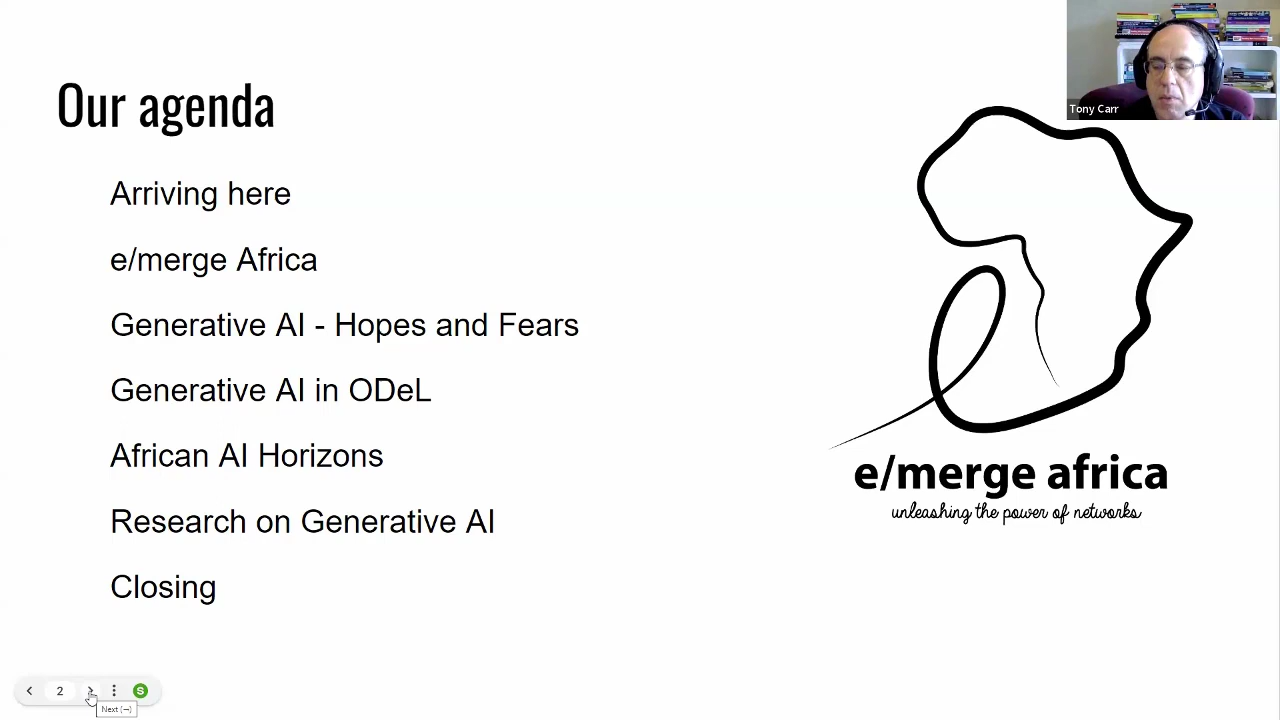 Our agenda
Tony Carr
Arriving here
e/merge Africa
Generative AI - Hopes and Fears
Generative AI in ODeL
African AI Horizons
Research on Generative AI
Closing
e/merge africa
unleashing the power of networks
2
S
Next (→)